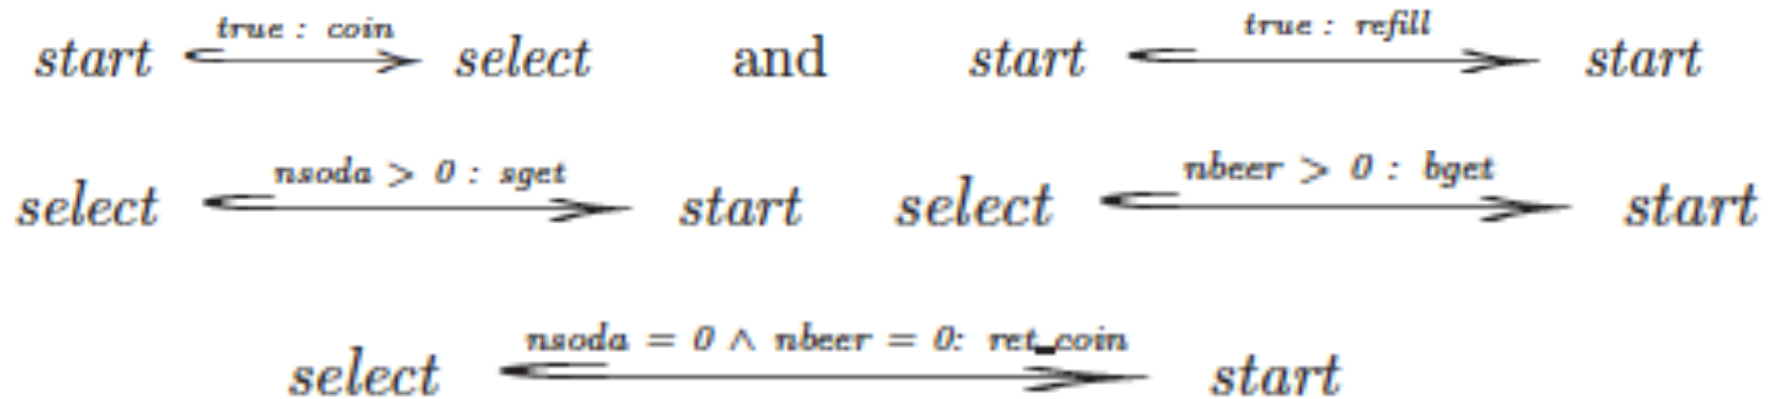 start true : coin select and start true : refill start
select nsoda > 0 : sget start select nbeer > 0 : bget start
select nsoda = 0 ∧ nbeer = 0: ret_coin start